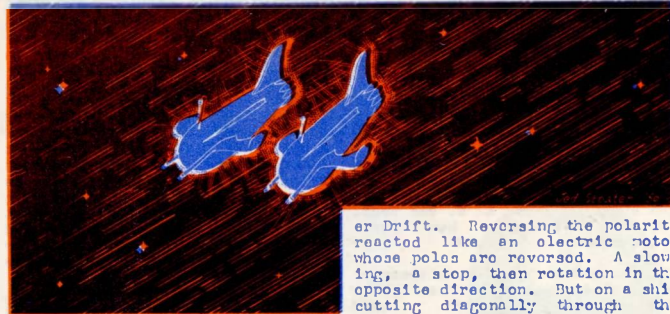 er Drift. Reversing the polarit
reacted like an electric moto
whose poles are reversed. A slow
ing, a stop, then rotation in th
opposite direction. But on a shi
cutting diagonally through th